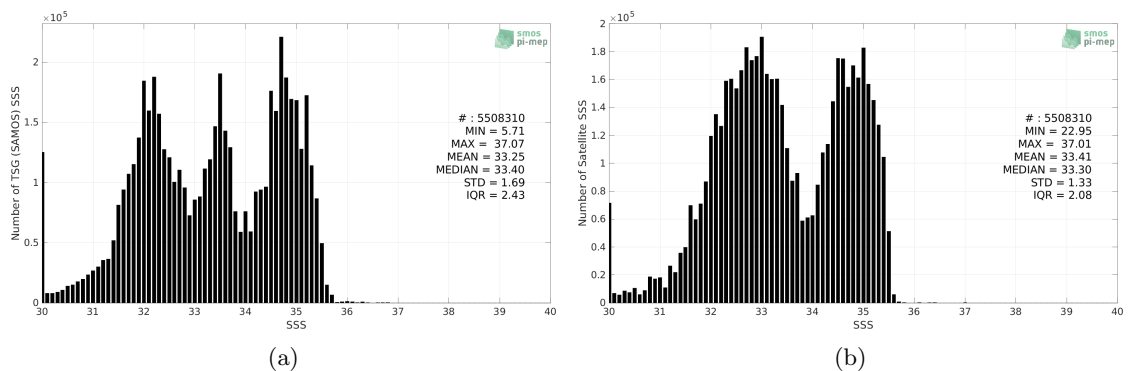 ×10⁵
smos
pi-mep
2
1.5
1
0.5
0
Number of TSG (SAMOS) SSS
# : 5508310
MIN = 5.71
MAX = 37.07
MEAN = 33.25
MEDIAN = 33.40
STD = 1.69
IQR = 2.43
30 31 32 33 34 35 36 37 38 39 40
SSS
(a)
×10⁵
smos
pi-mep
2
1.8
1.6
1.4
1.2
1
0.8
0.6
0.4
0.2
0
Number of Satellite SSS
# : 5508310
MIN = 22.95
MAX = 37.01
MEAN = 33.41
MEDIAN = 33.30
STD = 1.33
IQR = 2.08
30 31 32 33 34 35 36 37 38 39 40
SSS
(b)